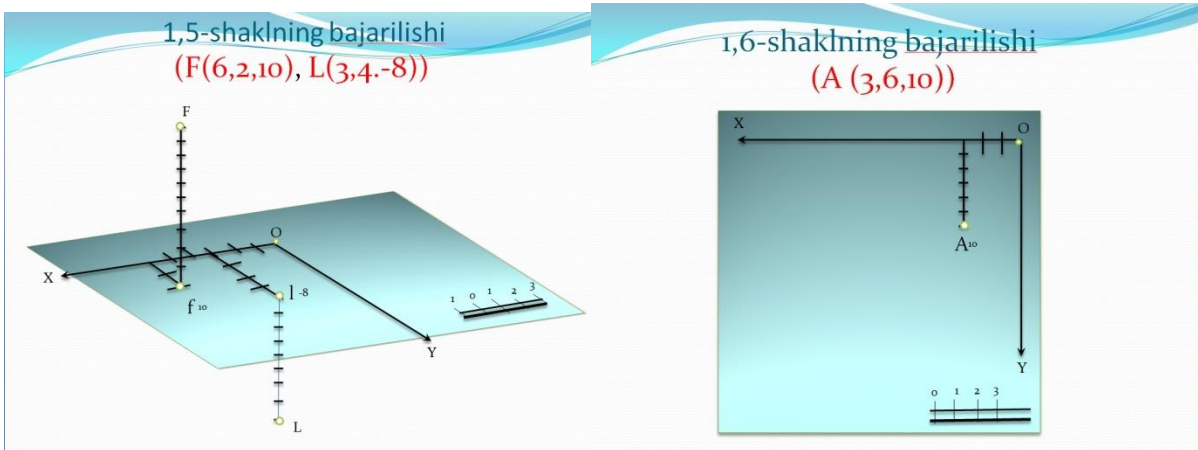 1,5-shaklning bajarilishi
(F(6,2,10), L(3,4.-8))
F
O
X
f 10
l -8
1 0 1 2 3
Y
L
1,6-shaklning bajarilishi
(A (3,6,10))
X
O
A10
Y
0 1 2 3